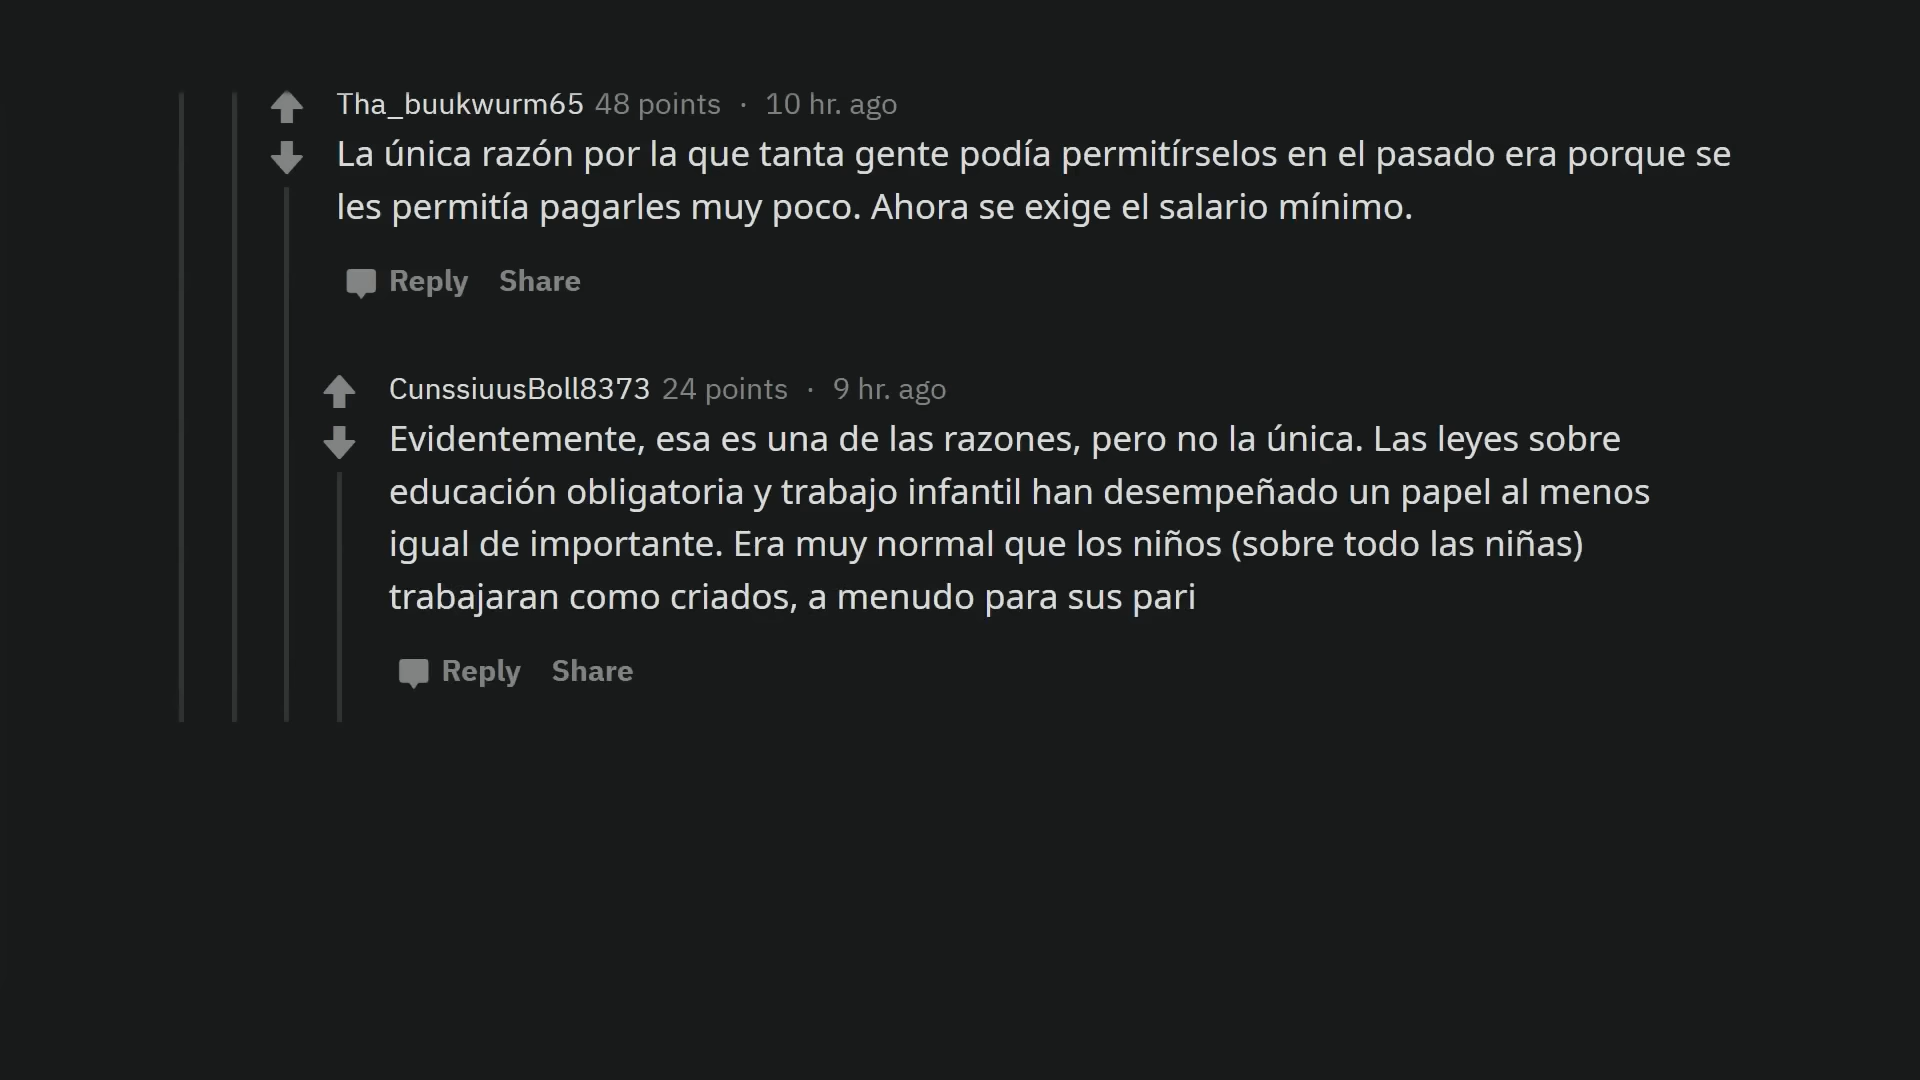 Tha_buukwurm65 48 points · 10 hr. ago
La única razón por la que tanta gente podía permitírselos en el pasado era porque se
les permitía pagarles muy poco. Ahora se exige el salario mínimo.
Reply Share
CunssiuusBoll8373 24 points · 9 hr. ago
Evidentemente, esa es una de las razones, pero no la única. Las leyes sobre
educación obligatoria y trabajo infantil han desempeñado un papel al menos
igual de importante. Era muy normal que los niños (sobre todo las niñas)
trabajaran como criados, a menudo para sus pari
Reply Share